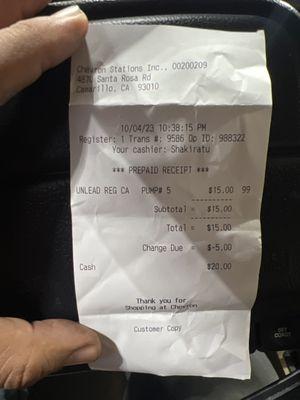 Chevron Stations Inc., 00200209
Santa Rosa Rd
Camarillo, CA 93010
10/04/23 10:38:15 PM
Register: 1 Trans #: 9586 Op ID: 988322
Your cashier: Shakiratu
*** PREPAID RECEIPT ***
UNLEAD REG CA PUMP# 5 $15.00 99
Subtotal = $15.00
Total = $15.00
Change Due = $-5.00
Cash $20.00
Thank you for
Shopping at Chevron
Customer Copy
SET
COAST